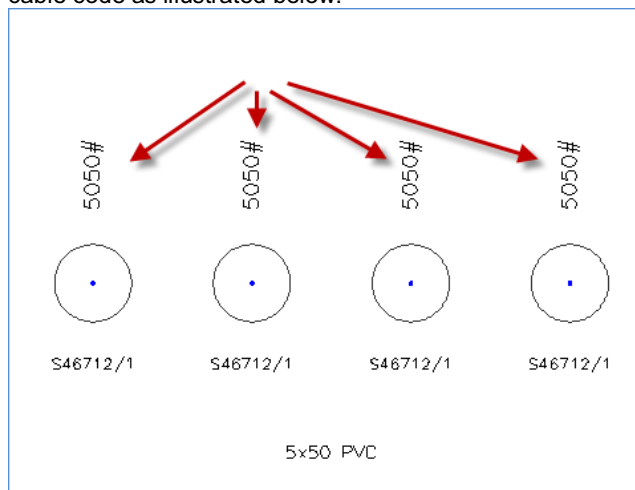 cable code as illustrated below.
5050# 5050# 5050# 5050#
S46712/1 S46712/1 S46712/1 S46712/1
5x50 PVC